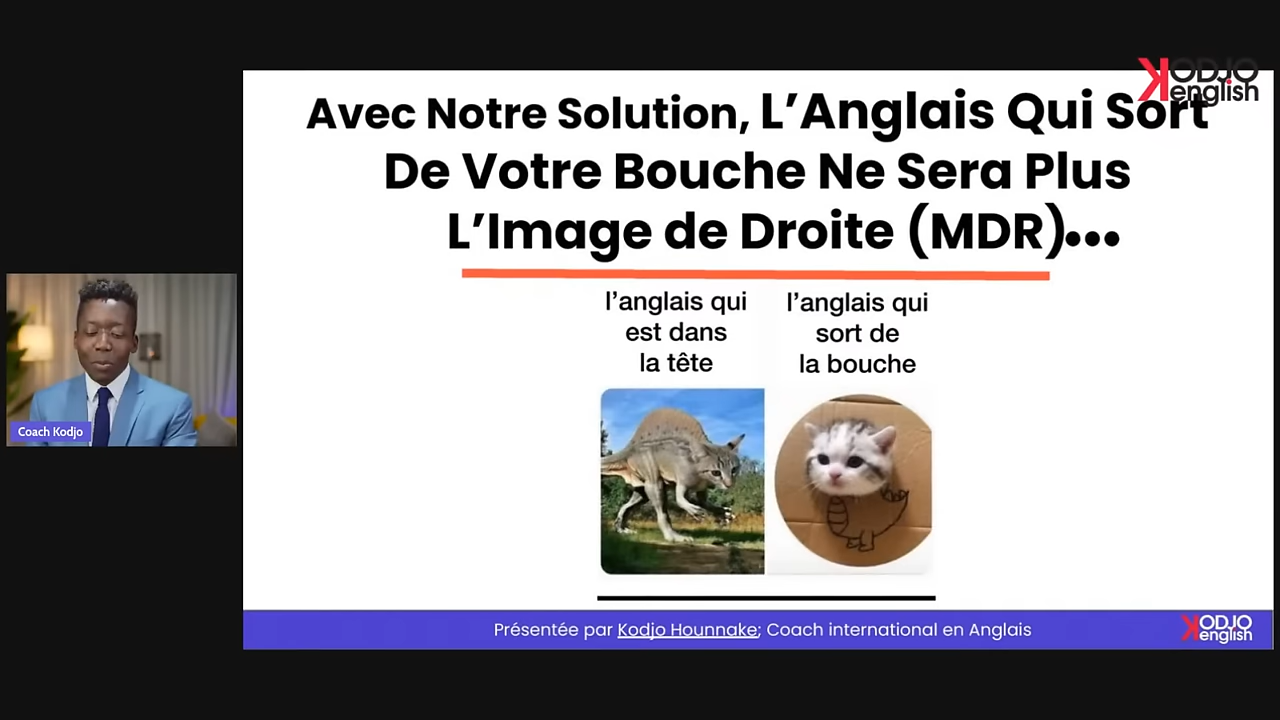 KODJO
english
Avec Notre Solution, L’Anglais Qui Sort
De Votre Bouche Ne Sera Plus
L’Image de Droite (MDR)•••
l’anglais qui
est dans
la tête
l’anglais qui
sort de
la bouche
Coach Kodjo
Présentée par Kodjo Hounnake; Coach international en Anglais
KODJO
english